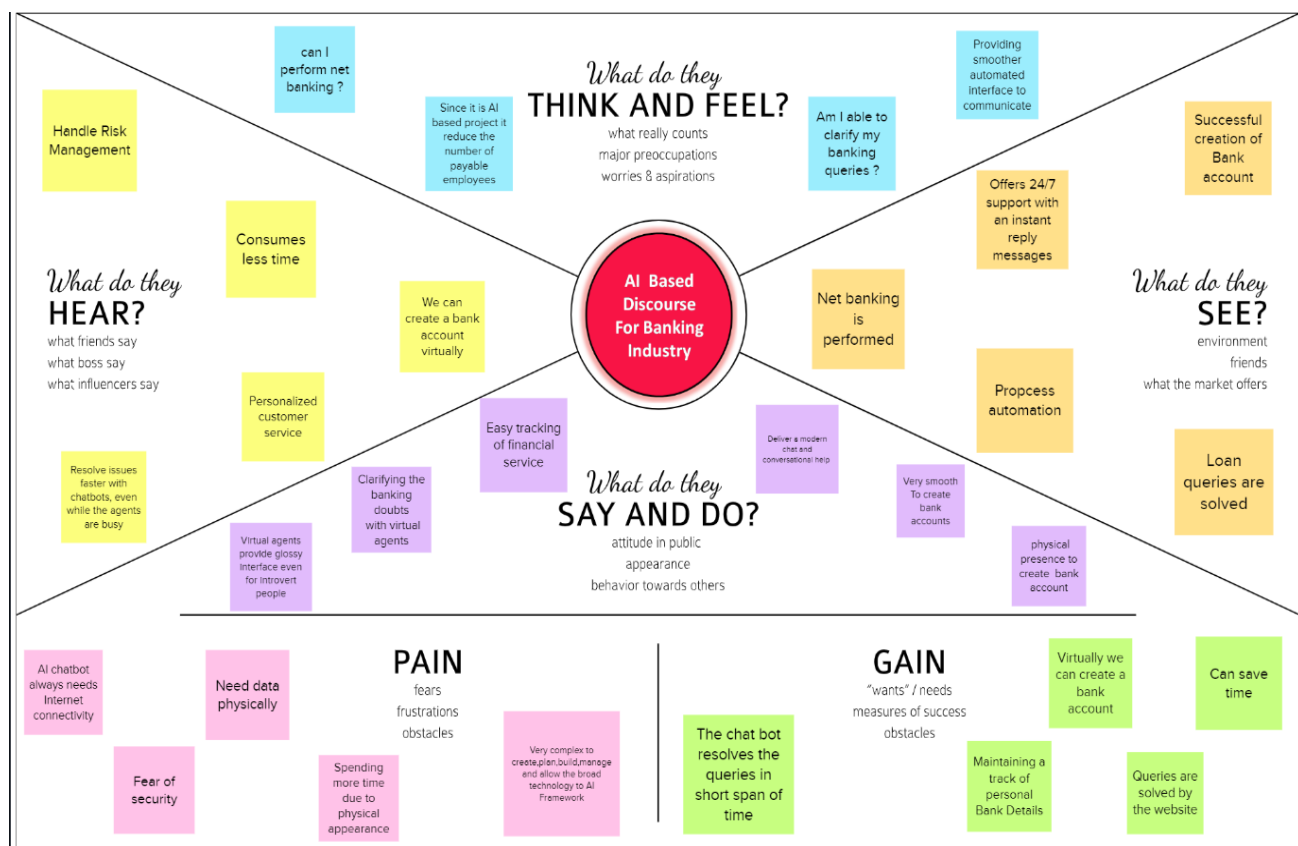 What do they
THINK AND FEEL?
what really counts
major preoccupations
worries & aspirations
can I
perform net
banking ?
Since it is AI
based project it
reduce the
number of
payable
employees
Am I able to
clarify my
banking
queries ?
Providing
smoother
automated
interface to
communicate
What do they
HEAR?
what friends say
what boss say
what influencers say
Handle Risk
Management
Consumes
less time
We can
create a bank
account
virtually
Personalized
customer
service
Resolve issues
faster with
chatbots, even
while the agents
are busy
AI Based
Discourse
For Banking
Industry
What do they
SEE?
environment
friends
what the market offers
Successful
creation of
Bank
account
Offers 24/7
support with
an instant
reply
messages
Net banking
is
performed
Propcess
automation
Loan
queries are
solved
What do they
SAY AND DO?
attitude in public
appearance
behavior towards others
Easy tracking
of financial
service
Clarifying the
banking
doubts
with virtual
agents
Virtual agents
provide glossy
Interface even
for Introvert
people
Deliver a modern
chat and
conversational help
Very smooth
To create
bank
accounts
physical
presence to
create bank
account
PAIN
fears
frustrations
obstacles
AI chatbot
always needs
Internet
connectivity
Need data
physically
Fear of
security
Spending
more time
due to
physical
appearance
Very complex to
create,plan,build,manage
and allow the broad
technology to AI
Framework
GAIN
"wants" / needs
measures of success
obstacles
The chat bot
resolves the
queries in
short span of
time
Virtually we
can create a
bank
account
Can save
time
Maintaining a
track of
personal
Bank Details
Queries are
solved by
the website